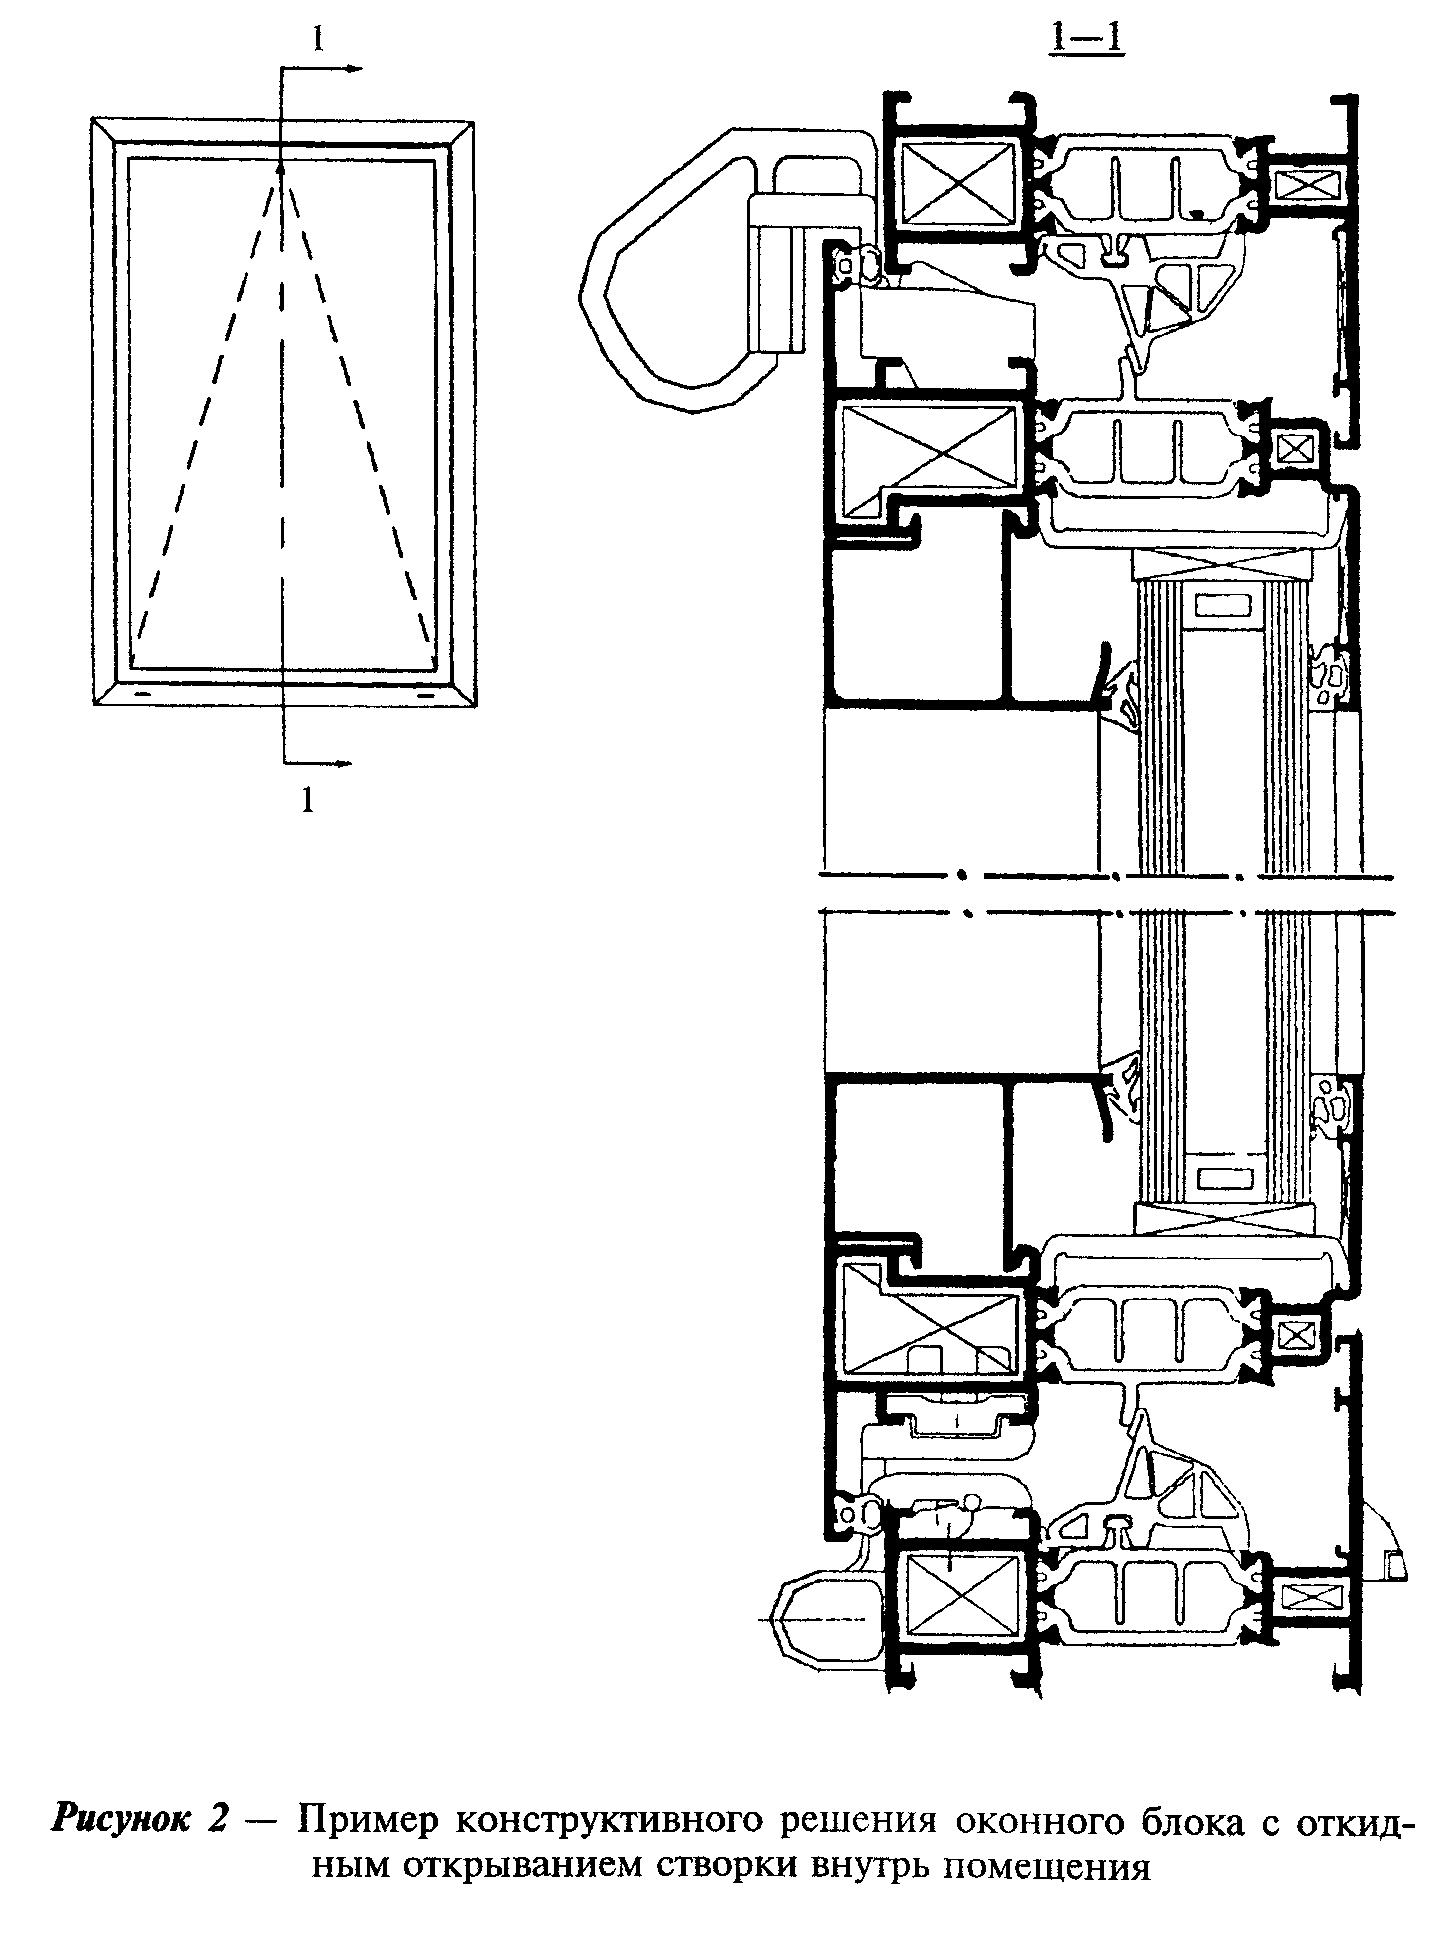 1
1—1
1
Рисунок 2 — Пример конструктивного решения оконного блока с откид-
ным открыванием створки внутрь помещения